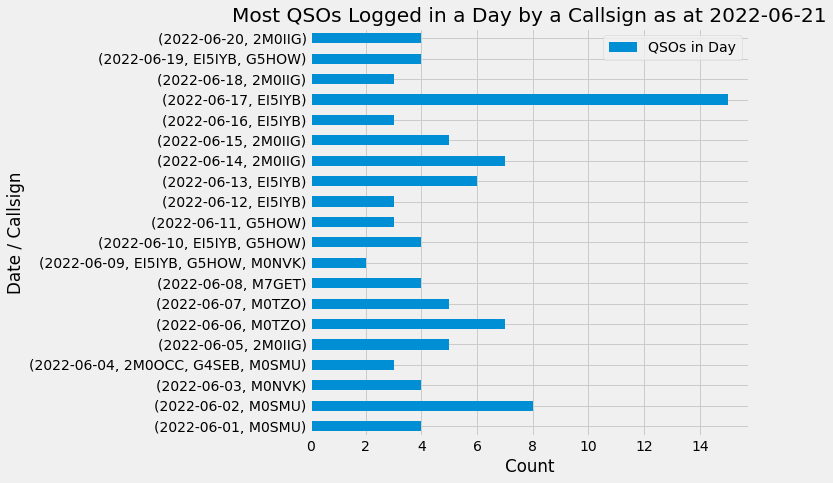 Most QSOs Logged in a Day by a Callsign as at 2022-06-21
QSOs in Day
Date / Callsign
(2022-06-20, 2M0IIG)
(2022-06-19, EI5IYB, G5HOW)
(2022-06-18, 2M0IIG)
(2022-06-17, EI5IYB)
(2022-06-16, EI5IYB)
(2022-06-15, 2M0IIG)
(2022-06-14, 2M0IIG)
(2022-06-13, EI5IYB)
(2022-06-12, EI5IYB)
(2022-06-11, G5HOW)
(2022-06-10, EI5IYB, G5HOW)
(2022-06-09, EI5IYB, G5HOW, M0NVK)
(2022-06-08, M7GET)
(2022-06-07, M0TZO)
(2022-06-06, M0TZO)
(2022-06-05, 2M0IIG)
(2022-06-04, 2M0OCC, G4SEB, M0SMU)
(2022-06-03, M0NVK)
(2022-06-02, M0SMU)
(2022-06-01, M0SMU)
0 2 4 6 8 10 12 14
Count